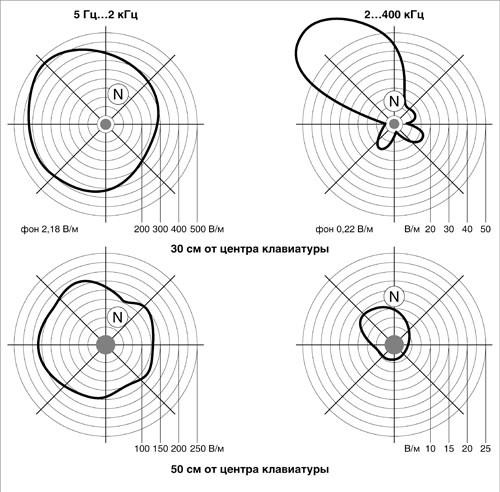 5 Гц...2 кГц
2...400 кГц
N
N
фон 2,18 В/м
200 300 400 500 В/м
фон 0,22 В/м
В/м 20 30 40 50
30 см от центра клавиатуры
N
N
100 150 200 250 В/м
В/м 10 15 20 25
50 см от центра клавиатуры